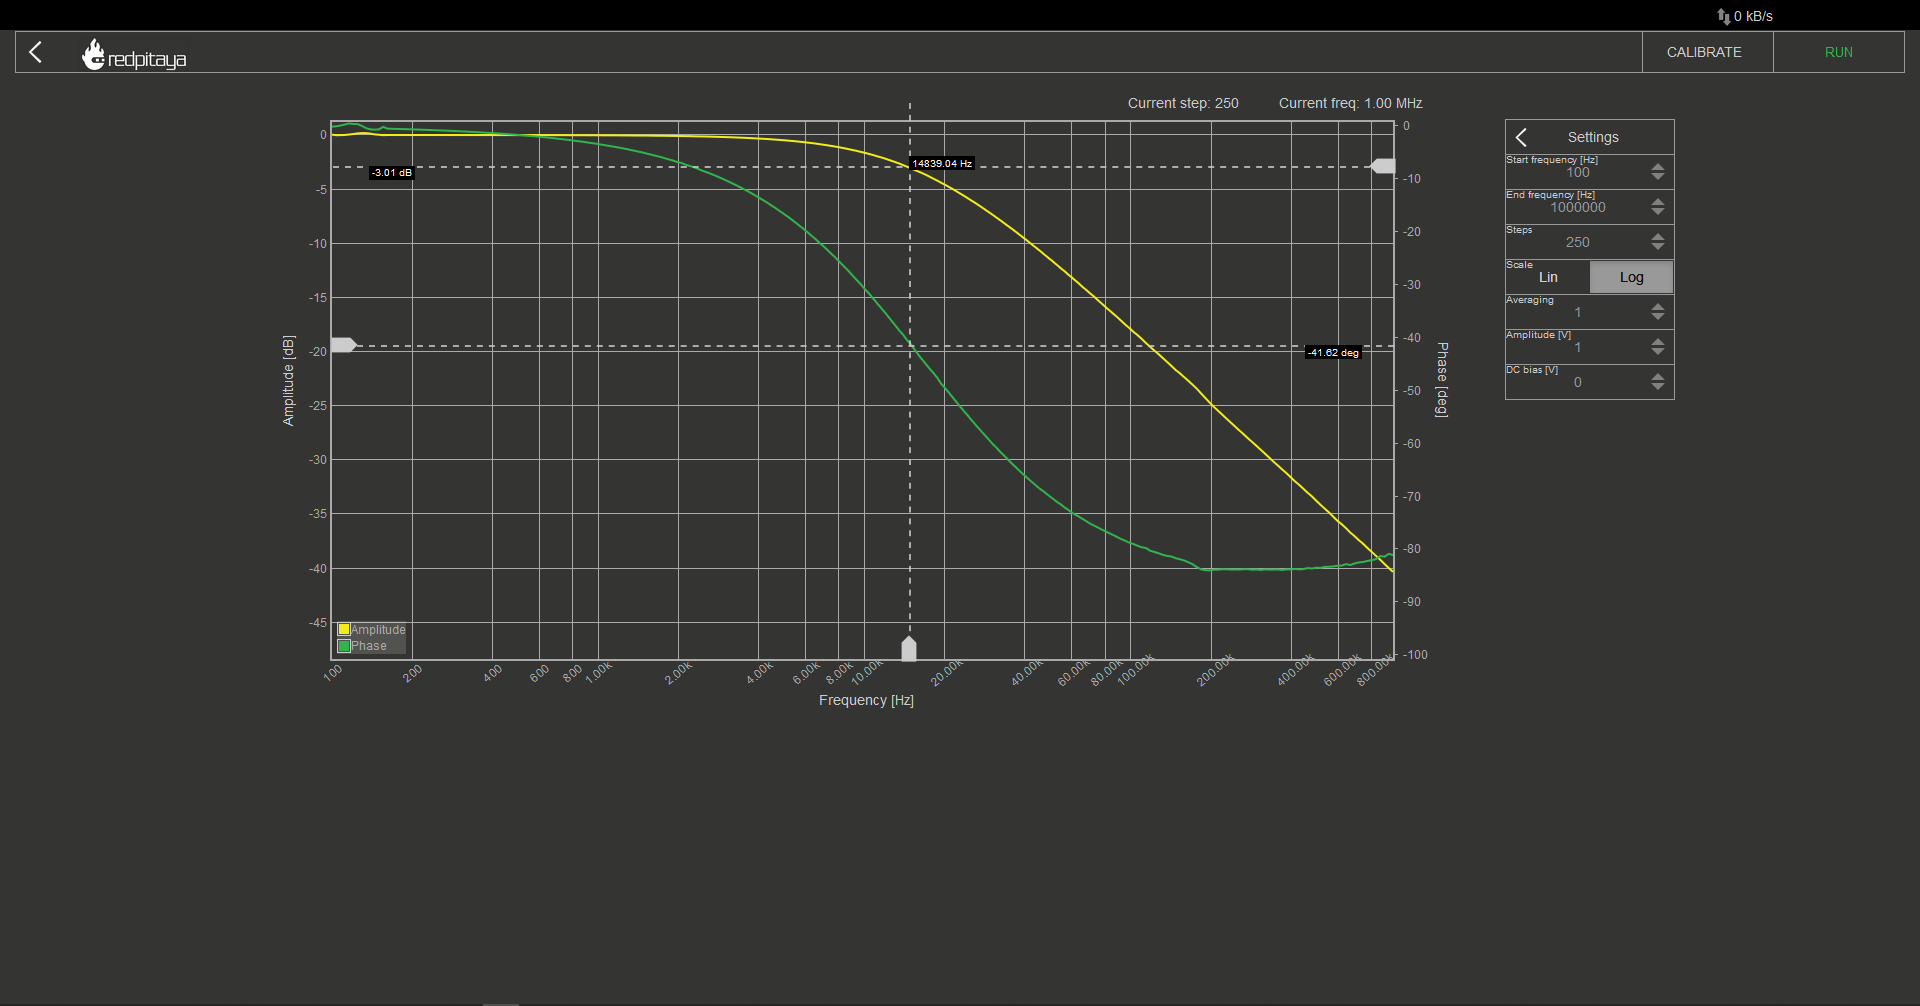 0 kB/s
redpitaya
CALIBRATE
RUN
Current step: 250
Current freq: 1.00 MHz
0
-5
-10
-15
-20
-25
-30
-35
-40
-45
Amplitude [dB]
-3.01 dB
14839.04 Hz
-41.62 deg
Amplitude
Phase
0
-10
-20
-30
-40
-50
-60
-70
-80
-90
-100
Phase [deg]
100
200
400
600
800
1.00k
2.00k
4.00k
6.00k
8.00k
10.00k
20.00k
40.00k
60.00k
80.00k
100.00k
200.00k
400.00k
600.00k
800.00k
Frequency [Hz]
Settings
Start frequency [Hz]
100
End frequency [Hz]
1000000
Steps
250
Scale
Lin
Log
Averaging
1
Amplitude [V]
1
DC bias [V]
0